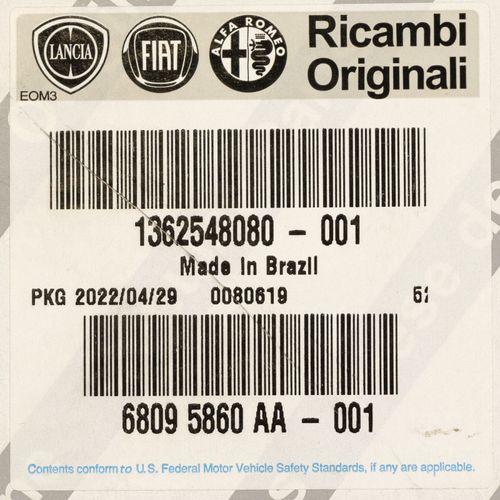 LANCIA FIAT ALFA ROMEO Ricambi
Originali
EOM3
1362548080 - 001
Made In Brazil
PKG 2022/04/29 0080619
6809 5860 AA - 001
Contents conform to U.S. Federal Motor Vehicle Safety Standards, if any are applicable.